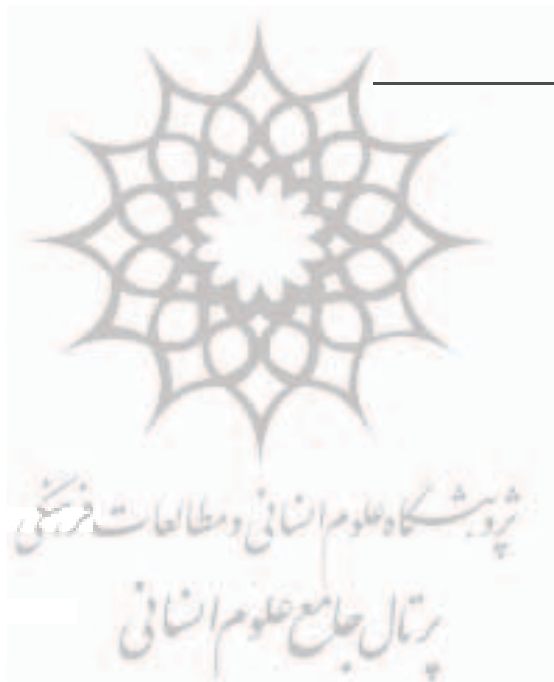 پژوهشگاه علوم انسانی و مطالعات فرهنگی
پرتال جامع علوم انسانی